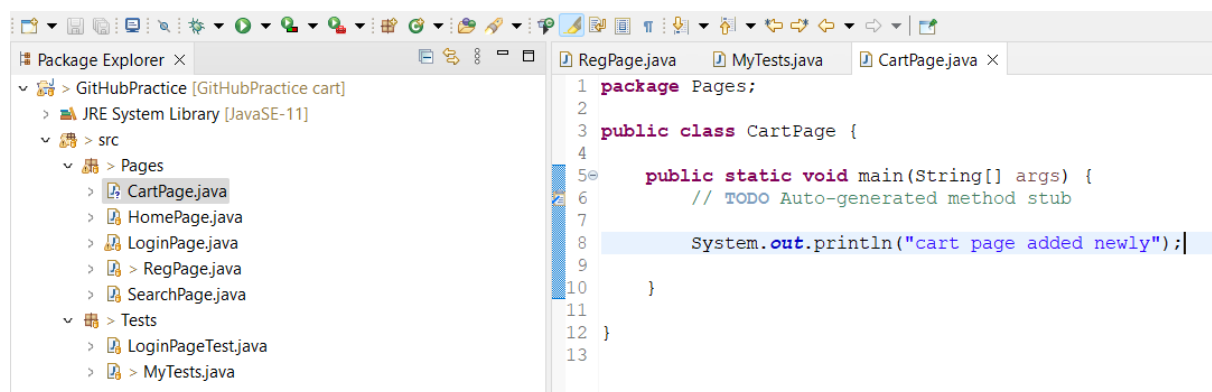 Package Explorer ×
> GitHubPractice [GitHubPractice cart]
JRE System Library [JavaSE-11]
> src
> Pages
CartPage.java
HomePage.java
LoginPage.java
> RegPage.java
SearchPage.java
> Tests
LoginPageTest.java
> MyTests.java
RegPage.java MyTests.java CartPage.java ×
1 package Pages;
2
3 public class CartPage {
4
5 public static void main(String[] args) {
6 // TODO Auto-generated method stub
7
8 System.out.println("cart page added newly");
9
10 }
11
12 }
13